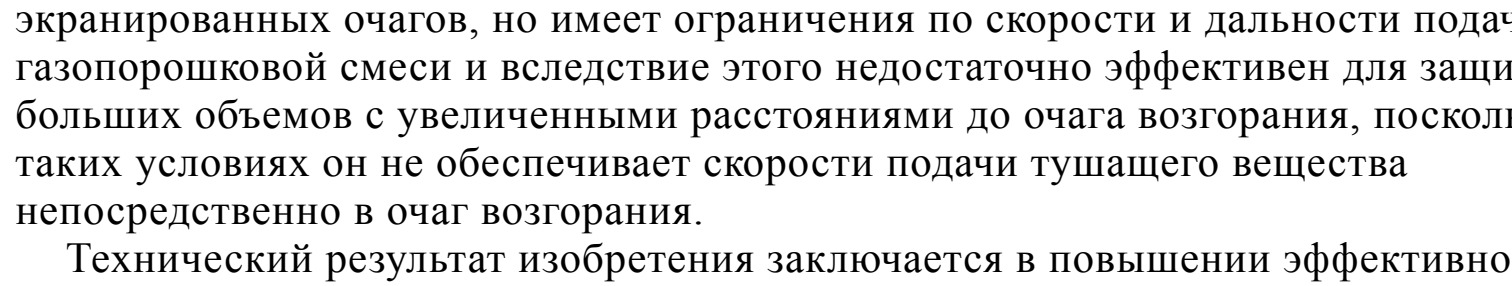 экранированных очагов, но имеет ограничения по скорости и дальности подач
газопорошковой смеси и вследствие этого недостаточно эффективен для защи
больших объемов с увеличенными расстояниями до очага возгорания, посколь
таких условиях он не обеспечивает скорости подачи тушащего вещества
непосредственно в очаг возгорания.
Технический результат изобретения заключается в повышении эффективно